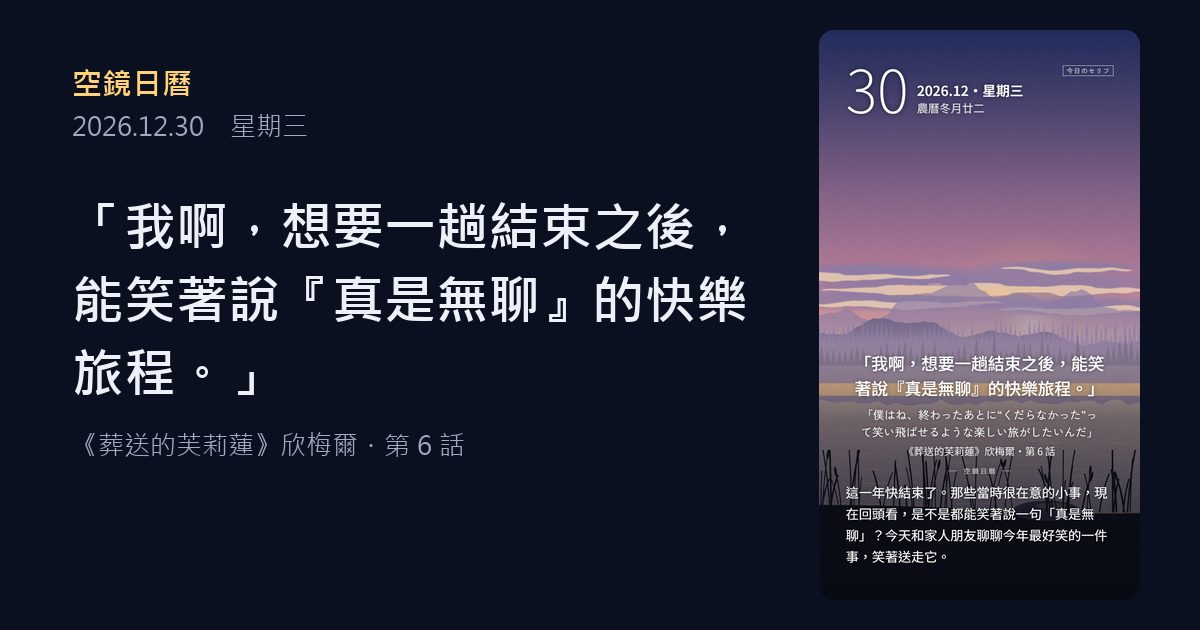 空鏡日曆
2026.12.30　星期三
「我啊，想要一趟結束之後，
能笑著說『真是無聊』的快樂
旅程。」
《葬送的芙莉蓮》欣梅爾・第 6 話
30
2026.12・星期三
農曆冬月廿二
今日のセリフ
「我啊，想要一趟結束之後，能笑
著說『真是無聊』的快樂旅程。」
「僕はね、終わったあとに“くだらなかった”っ
て笑い飛ばせるような楽しい旅がしたいんだ」
《葬送的芙莉蓮》欣梅爾・第 6 話
— 空鏡日曆 —
這一年快結束了。那些當時很在意的小事，現
在回頭看，是不是都能笑著說一句「真是無
聊」？今天和家人朋友聊聊今年最好笑的一件
事，笑著送走它。